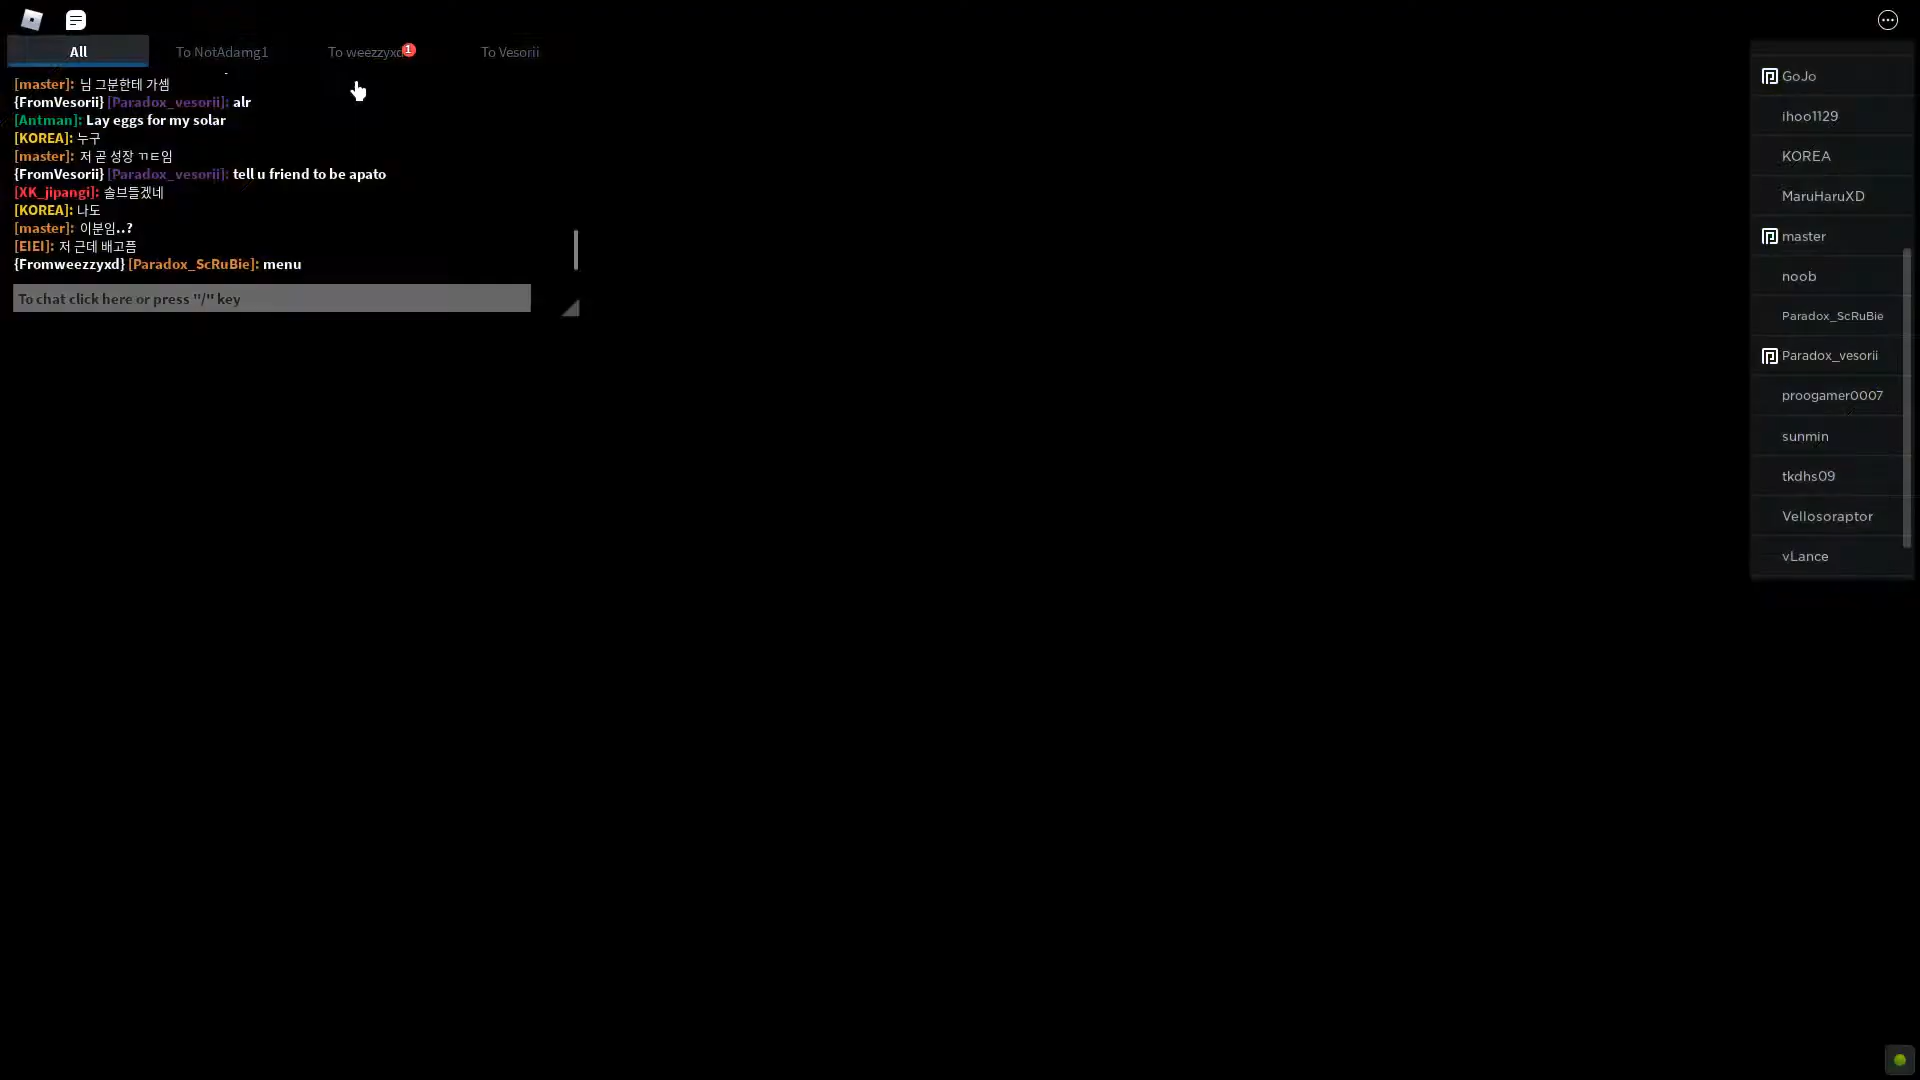 All
To NotAdamg1
To weezzyxd
1
To Vesorii
[master]: 님 그분한테 가셈
{FromVesorii} [Paradox_vesorii]: alr
[Antman]: Lay eggs for my solar
[KOREA]: 누구
[master]: 저 곧 성장 ㄲㅌ임
{FromVesorii} [Paradox_vesorii]: tell u friend to be apato
[XK_jipangi]: 솔브들겠네
[KOREA]: 나도
[master]: 이분임..?
[EIEI]: 저 근데 배고픔
{Fromweezzyxd} [Paradox_ScRuBie]: menu
To chat click here or press "/" key
GoJo
ihoo1129
KOREA
MaruHaruXD
master
noob
Paradox_ScRuBie
Paradox_vesorii
proogamer0007
sunmin
tkdhs09
Vellosoraptor
vLance